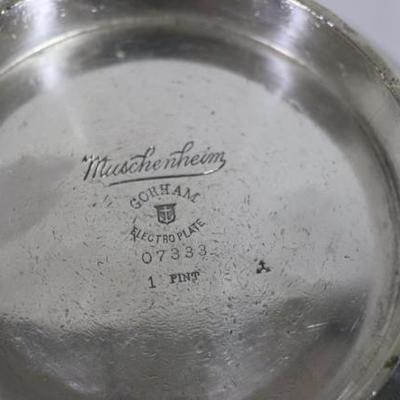 Muschenheim
GORHAM
ELECTRO PLATE
07333
1 PINT